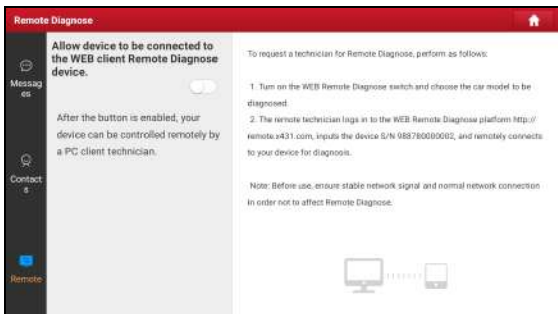 Remote Diagnose
Messag
es
Contact
s
Remote
Allow device to be connected to
the WEB client Remote Diagnose
device.
After the button is enabled, your
device can be controlled remotely by
a PC client technician.
To request a technician for Remote Diagnose, perform as follows:
1. Turn on the WEB Remote Diagnose switch and choose the car model to be
diagnosed.
2. The remote technician logs in to the WEB Remote Diagnose platform http://
remote.x431.com, inputs the device S/N 988780000002, and remotely connects
to your device for diagnosis.
Note: Before use, ensure stable network signal and normal network connection
in order not to affect Remote Diagnose.